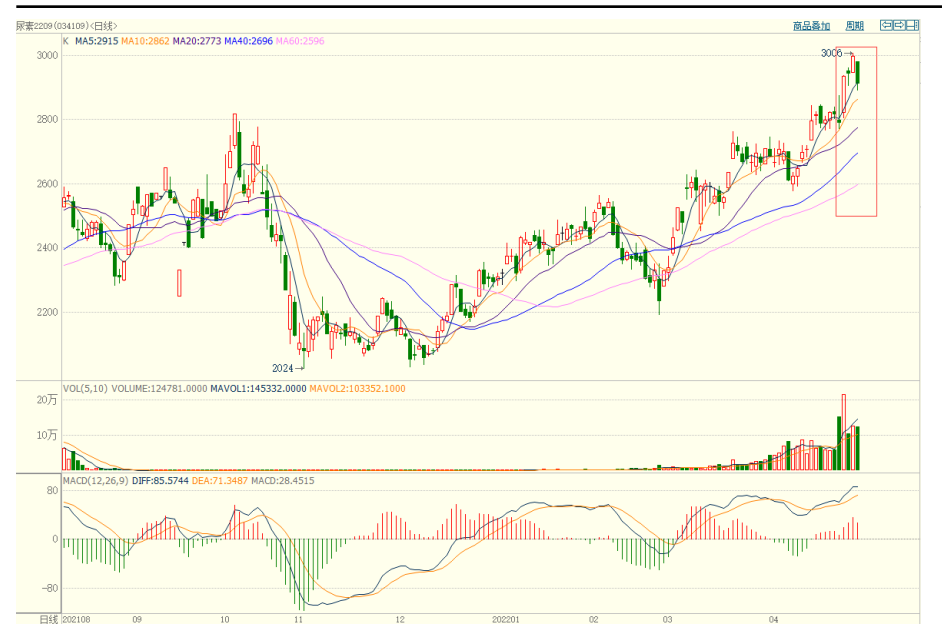 尿素2209(034109)<日线>
商品叠加 周期
K MA5:2915 MA10:2862 MA20:2773 MA40:2696 MA60:2596
3000
3006
2800
2600
2400
2200
2024
VOL(5,10) VOLUME:124781.0000 MAVOL1:145332.0000 MAVOL2:103352.1000
20万
10万
MACD(12,26,9) DIFF:85.5744 DEA:71.3487 MACD:28.4515
80
0
-80
日线 202108 09 10 11 12 202201 02 03 04